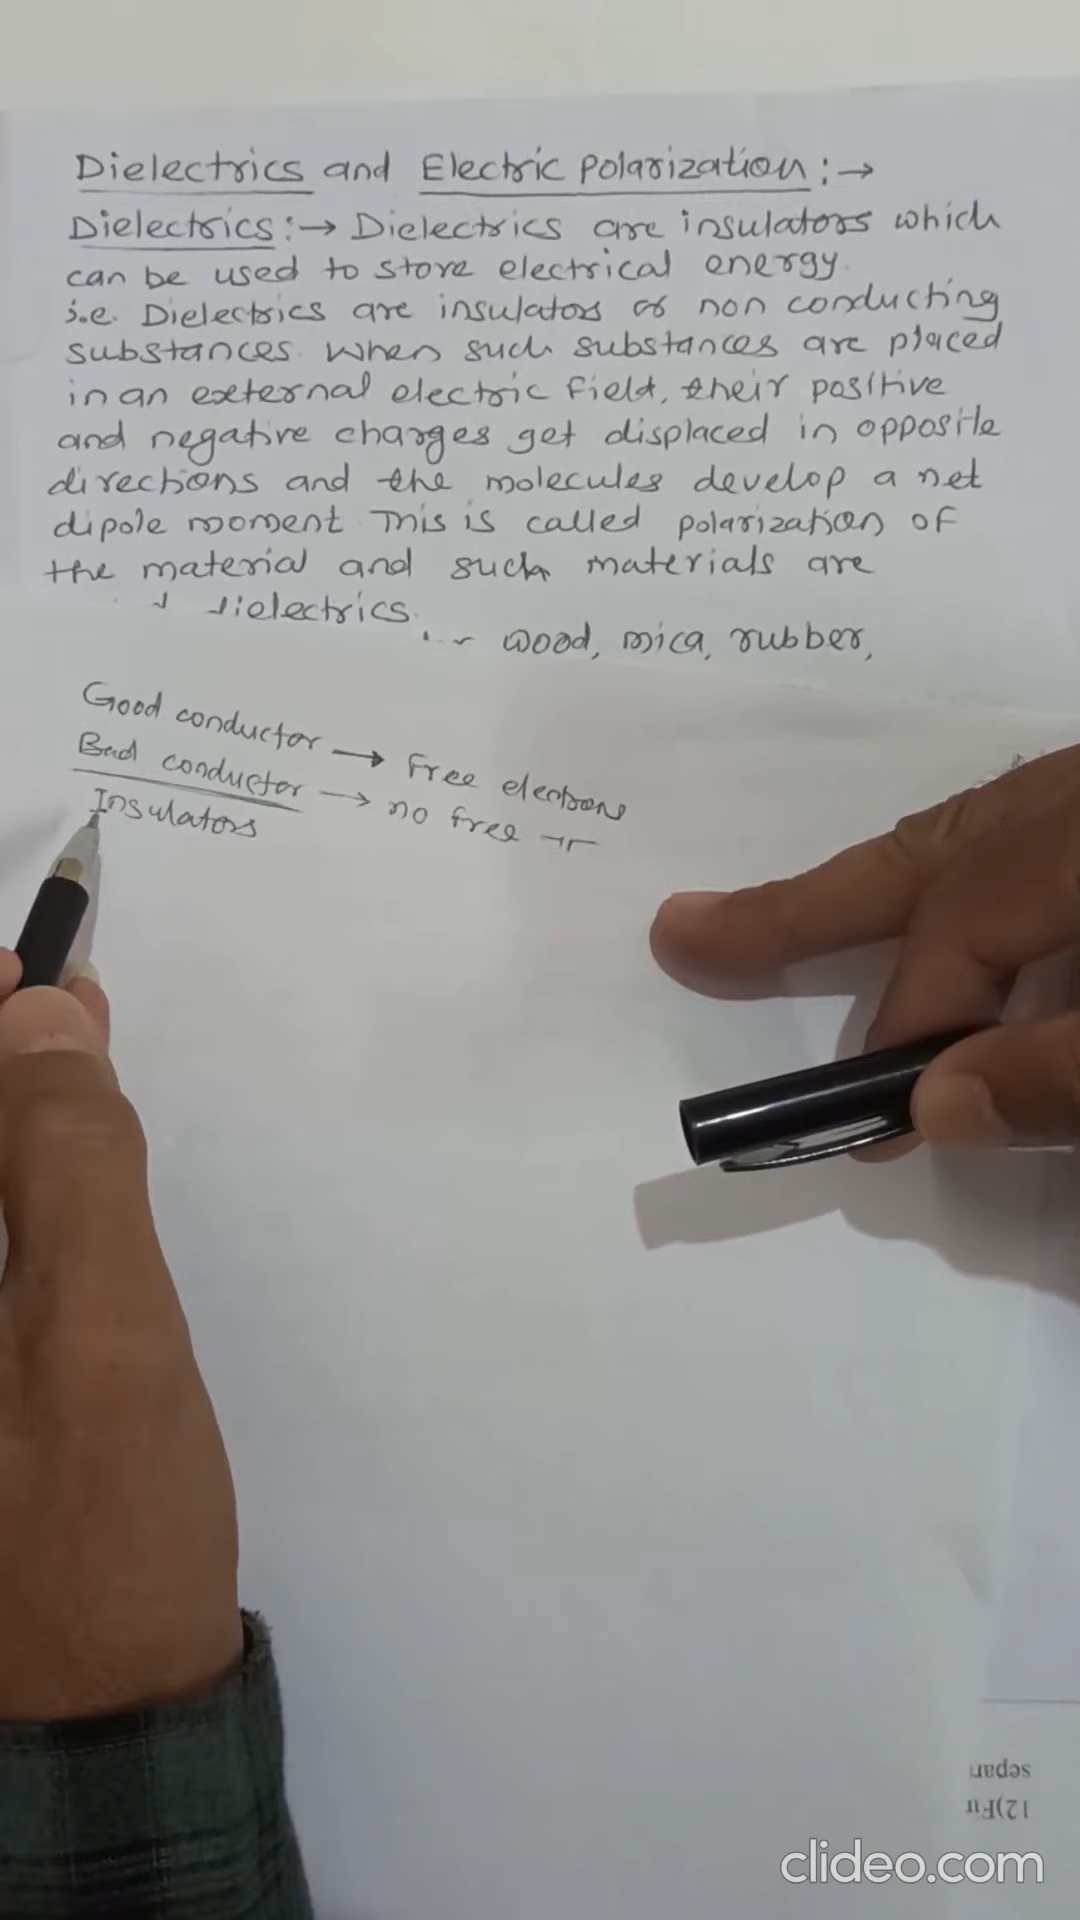 Dielectrics and Electric Polarization :→
Dielectrics :→ Dielectrics are insulators which
can be used to store electrical energy.
i.e. Dielectrics are insulators or non conducting
substances. When such substances are placed
in an external electric field, their positive
and negative charges get displaced in opposite
directions and the molecules develop a net
dipole moment. This is called polarization of
the material and such materials are
dielectrics.
wood, mica, rubber,
Good conductor → Free electrons
Bad conductor → no free
Insulators
separ
12)Fir
clideo.com